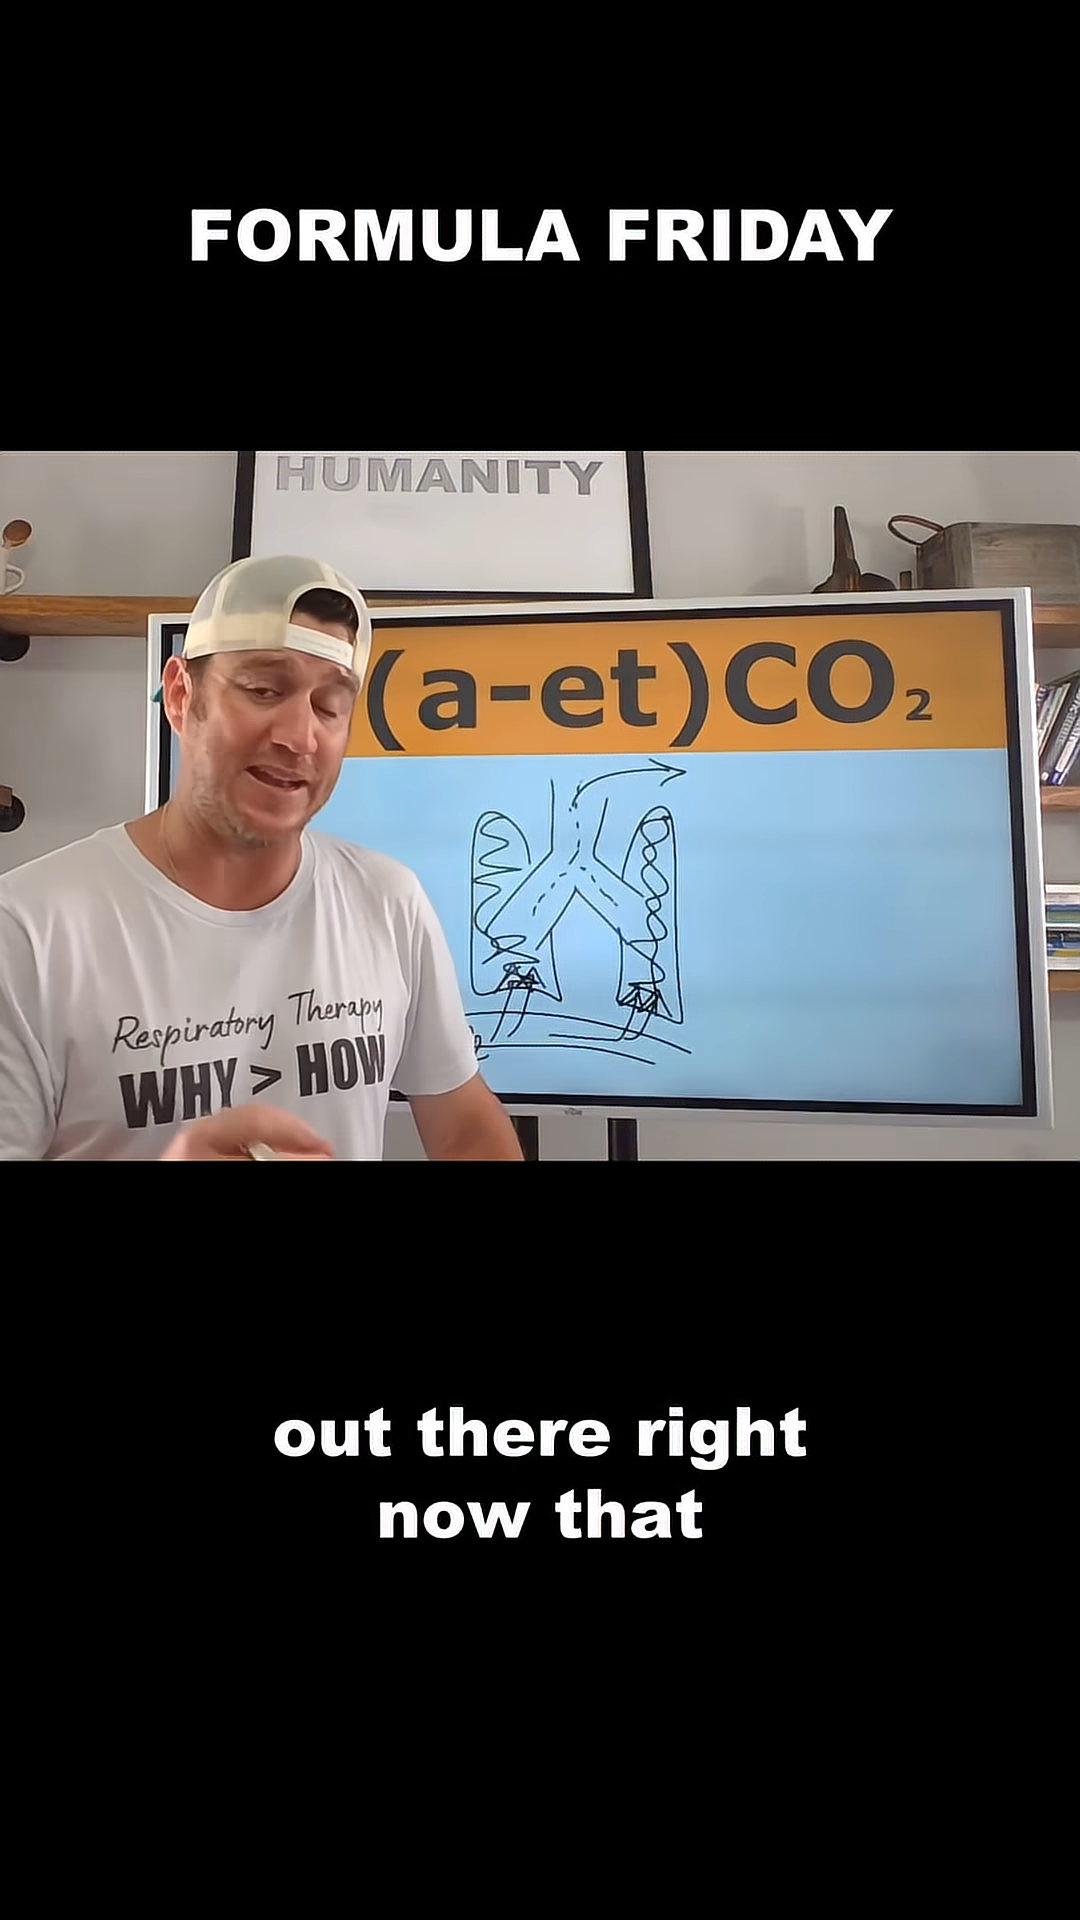 FORMULA FRIDAY
HUMANITY
(a-et)CO₂
Respiratory Therapy
WHY > HOW
out there right
now that